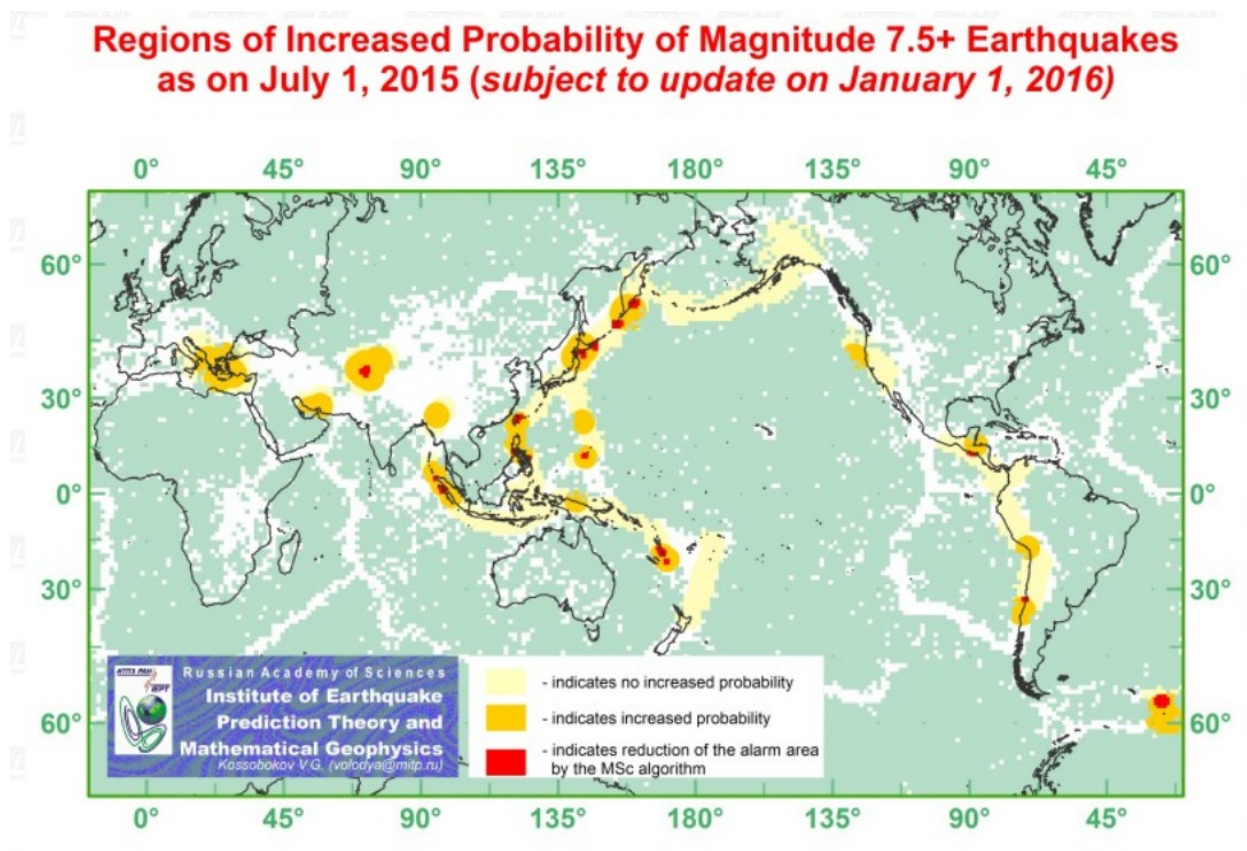 Regions of Increased Probability of Magnitude 7.5+ Earthquakes
as on July 1, 2015 (subject to update on January 1, 2016)
0° 45° 90° 135° 180° 135° 90° 45°
60° 60°
30° 30°
0° 0°
30° 30°
60° 60°
Russian Academy of Sciences
Institute of Earthquake
Prediction Theory and
Mathematical Geophysics
Kossobokov V.G. (volodya@mitp.ru)
- indicates no increased probability
- indicates increased probability
- indicates reduction of the alarm area
by the MSc algorithm
0° 45° 90° 135° 180° 135° 90° 45°